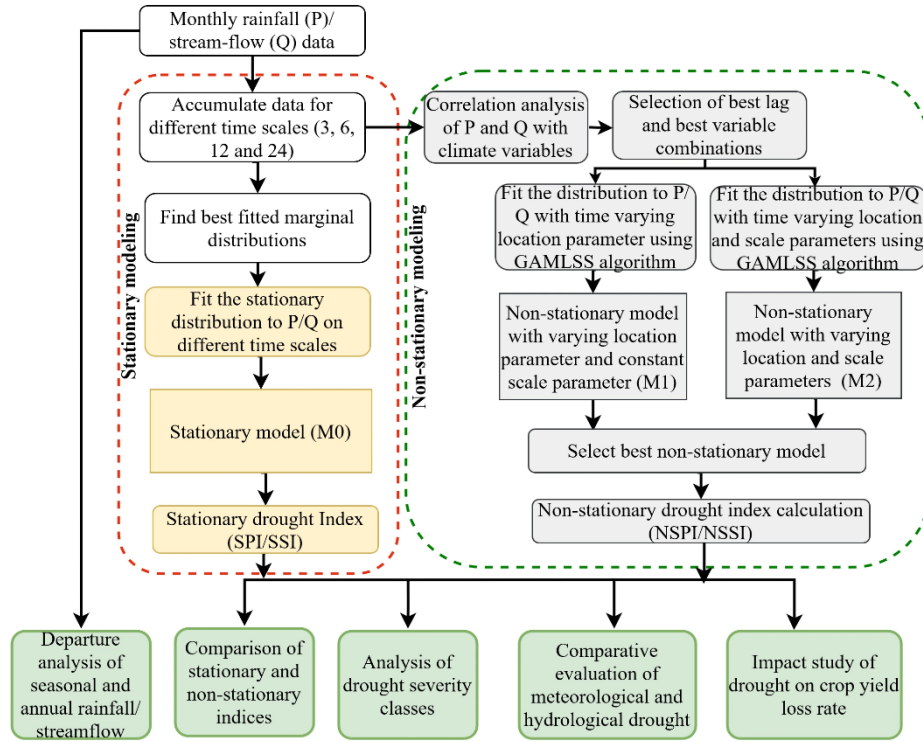 Monthly rainfall (P)/
stream-flow (Q) data
Stationary modeling
Accumulate data for
different time scales (3, 6,
12 and 24)
Find best fitted marginal
distributions
Fit the stationary
distribution to P/Q on
different time scales
Stationary model (M0)
Stationary drought Index
(SPI/SSI)
Non-stationary modeling
Correlation analysis
of P and Q with
climate variables
Selection of best lag
and best variable
combinations
Fit the distribution to P/
Q with time varying
location parameter using
GAMLSS algorithm
Fit the distribution to P/Q
with time varying location
and scale parameters using
GAMLSS algorithm
Non-stationary model
with varying location
parameter and constant
scale parameter (M1)
Non-stationary
model with varying
location and scale
parameters (M2)
Select best non-stationary model
Non-stationary drought index calculation
(NSPI/NSSI)
Departure
analysis of
seasonal and
annual rainfall/
streamflow
Comparison of
stationary and
non-stationary
indices
Analysis of
drought severity
classes
Comparative
evaluation of
meteorological and
hydrological drought
Impact study of
drought on crop yield
loss rate